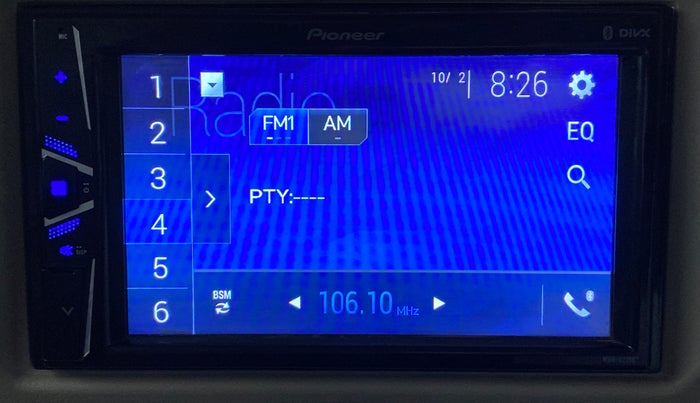 MIC
Pioneer
DIVX
Radio
10/ 2
8:26
1
2
3
4
5
6
FM1
AM
EQ
PTY:----
BSM
106.10 MHz
DISP